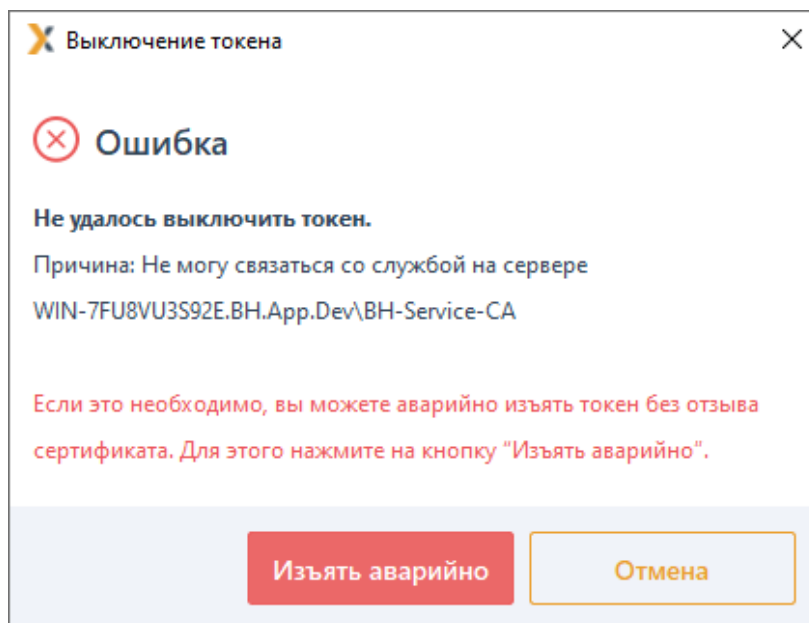 Выключение токена
Ошибка
Не удалось выключить токен.
Причина: Не могу связаться со службой на сервере
WIN-7FU8VU3S92E.BH.App.Dev\BH-Service-CA
Если это необходимо, вы можете аварийно изъять токен без отзыва
сертификата. Для этого нажмите на кнопку “Изъять аварийно”.
Изъять аварийно
Отмена